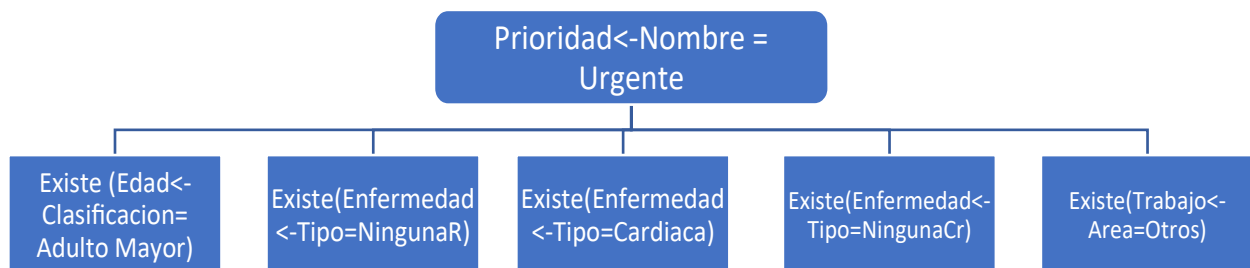 Prioridad<-Nombre =
Urgente
Existe (Edad<-
Clasificacion=
Adulto Mayor)
Existe(Enfermedad
<-Tipo=NingunaR)
Existe(Enfermedad
<-Tipo=Cardiaca)
Existe(Enfermedad<-
Tipo=NingunaCr)
Existe(Trabajo<-
Area=Otros)